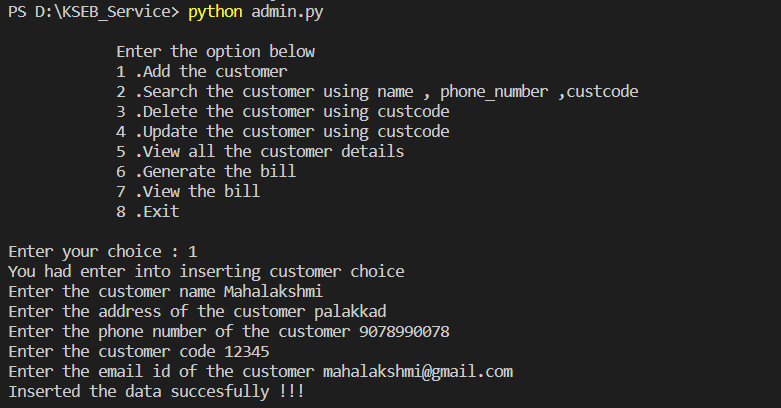 PS D:\KSEB_Service> python admin.py
Enter the option below
1 .Add the customer
2 .Search the customer using name , phone_number ,custcode
3 .Delete the customer using custcode
4 .Update the customer using custcode
5 .View all the customer details
6 .Generate the bill
7 .View the bill
8 .Exit
Enter your choice : 1
You had enter into inserting customer choice
Enter the customer name Mahalakshmi
Enter the address of the customer palakkad
Enter the phone number of the customer 9078990078
Enter the customer code 12345
Enter the email id of the customer mahalakshmi@gmail.com
Inserted the data succesfully !!!